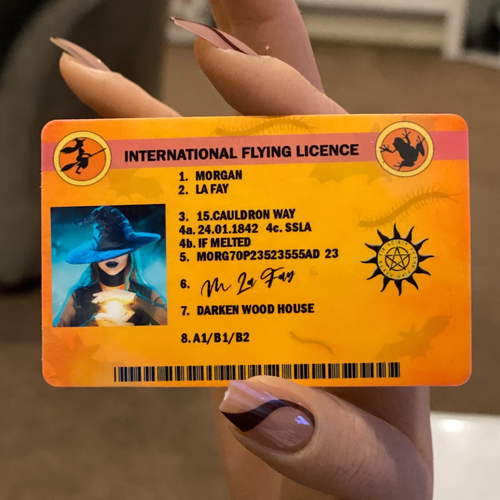 INTERNATIONAL FLYING LICENCE
1. MORGAN
2. LA FAY
3. 15.CAULDRON WAY
4a. 24.01.1842 4c. SSLA
4b. IF MELTED
5. MORG70P23523555AD 23
6. M La Fay
7. DARKEN WOOD HOUSE
8. A1/B1/B2